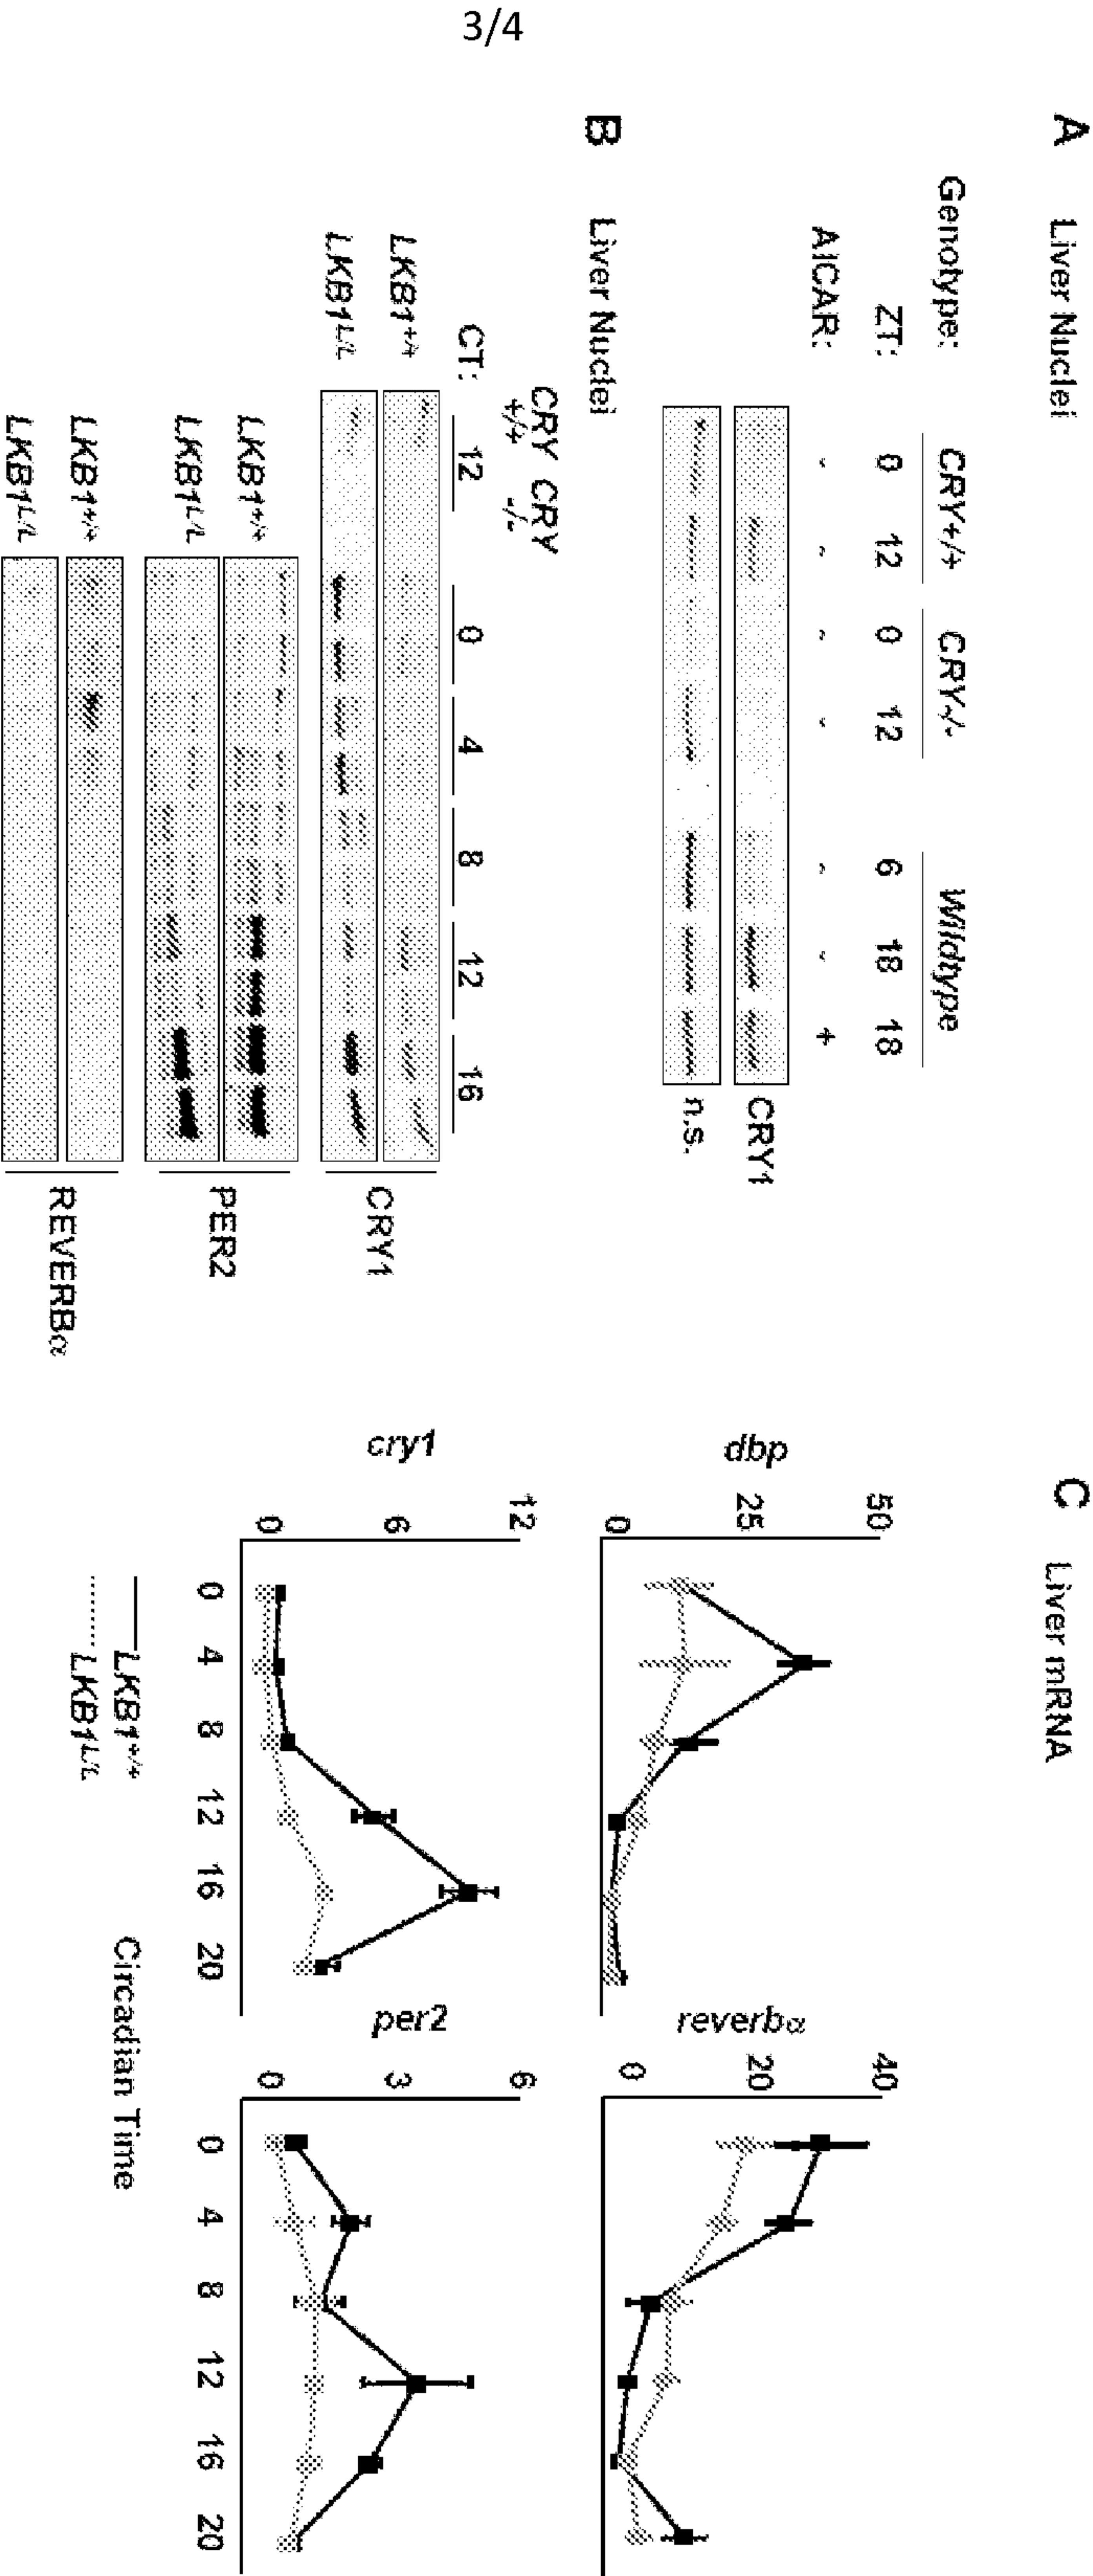 3/4
A Liver Nuclei
Genotype: CRY+/+ CRY-/- Wildtype
ZT: 0 12 0 12 6 18 18
AICAR: - - - - - - +
CRY1
n.s.
B Liver Nuclei
CRY CRY
+/+ -/-
CT: 12 0 4 8 12 16
LKB1+/+
LKB1L/L
CRY1
LKB1+/+
LKB1L/L
PER2
LKB1+/+
LKB1L/L
REVERBα
C Liver mRNA
dbp
50
25
0
reverbα
40
20
0
cry1
12
6
0
0 4 8 12 16 20
per2
6
3
0
0 4 8 12 16 20
LKB1+/+
LKB1L/L
Circadian Time